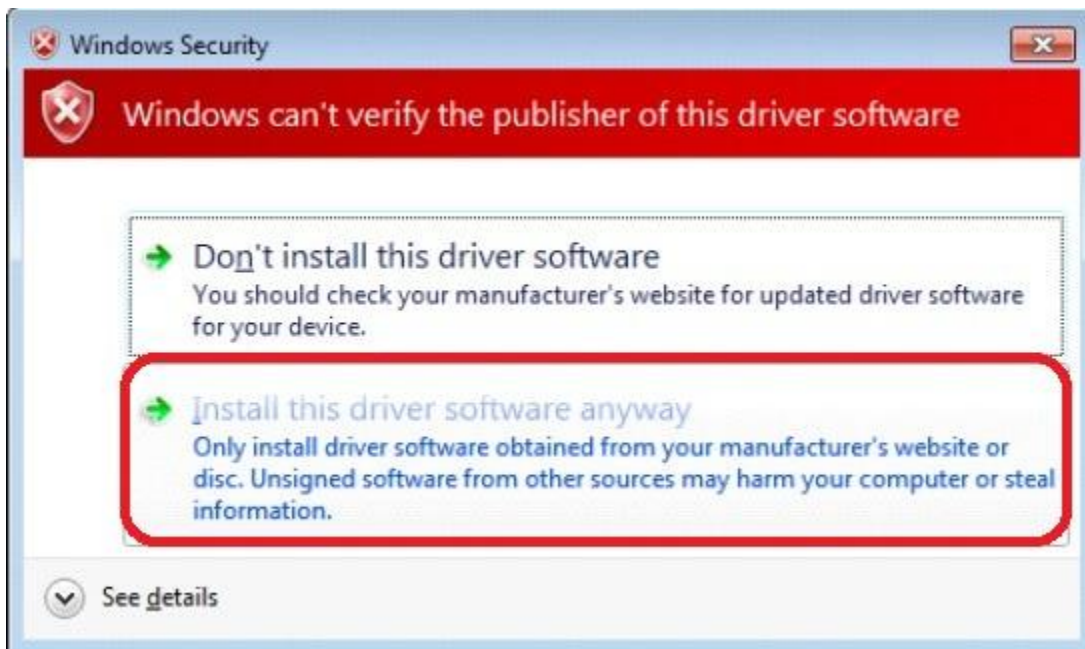 Windows Security
Windows can't verify the publisher of this driver software
Don't install this driver software
You should check your manufacturer's website for updated driver software
for your device.
Install this driver software anyway
Only install driver software obtained from your manufacturer's website or
disc. Unsigned software from other sources may harm your computer or steal
information.
See details